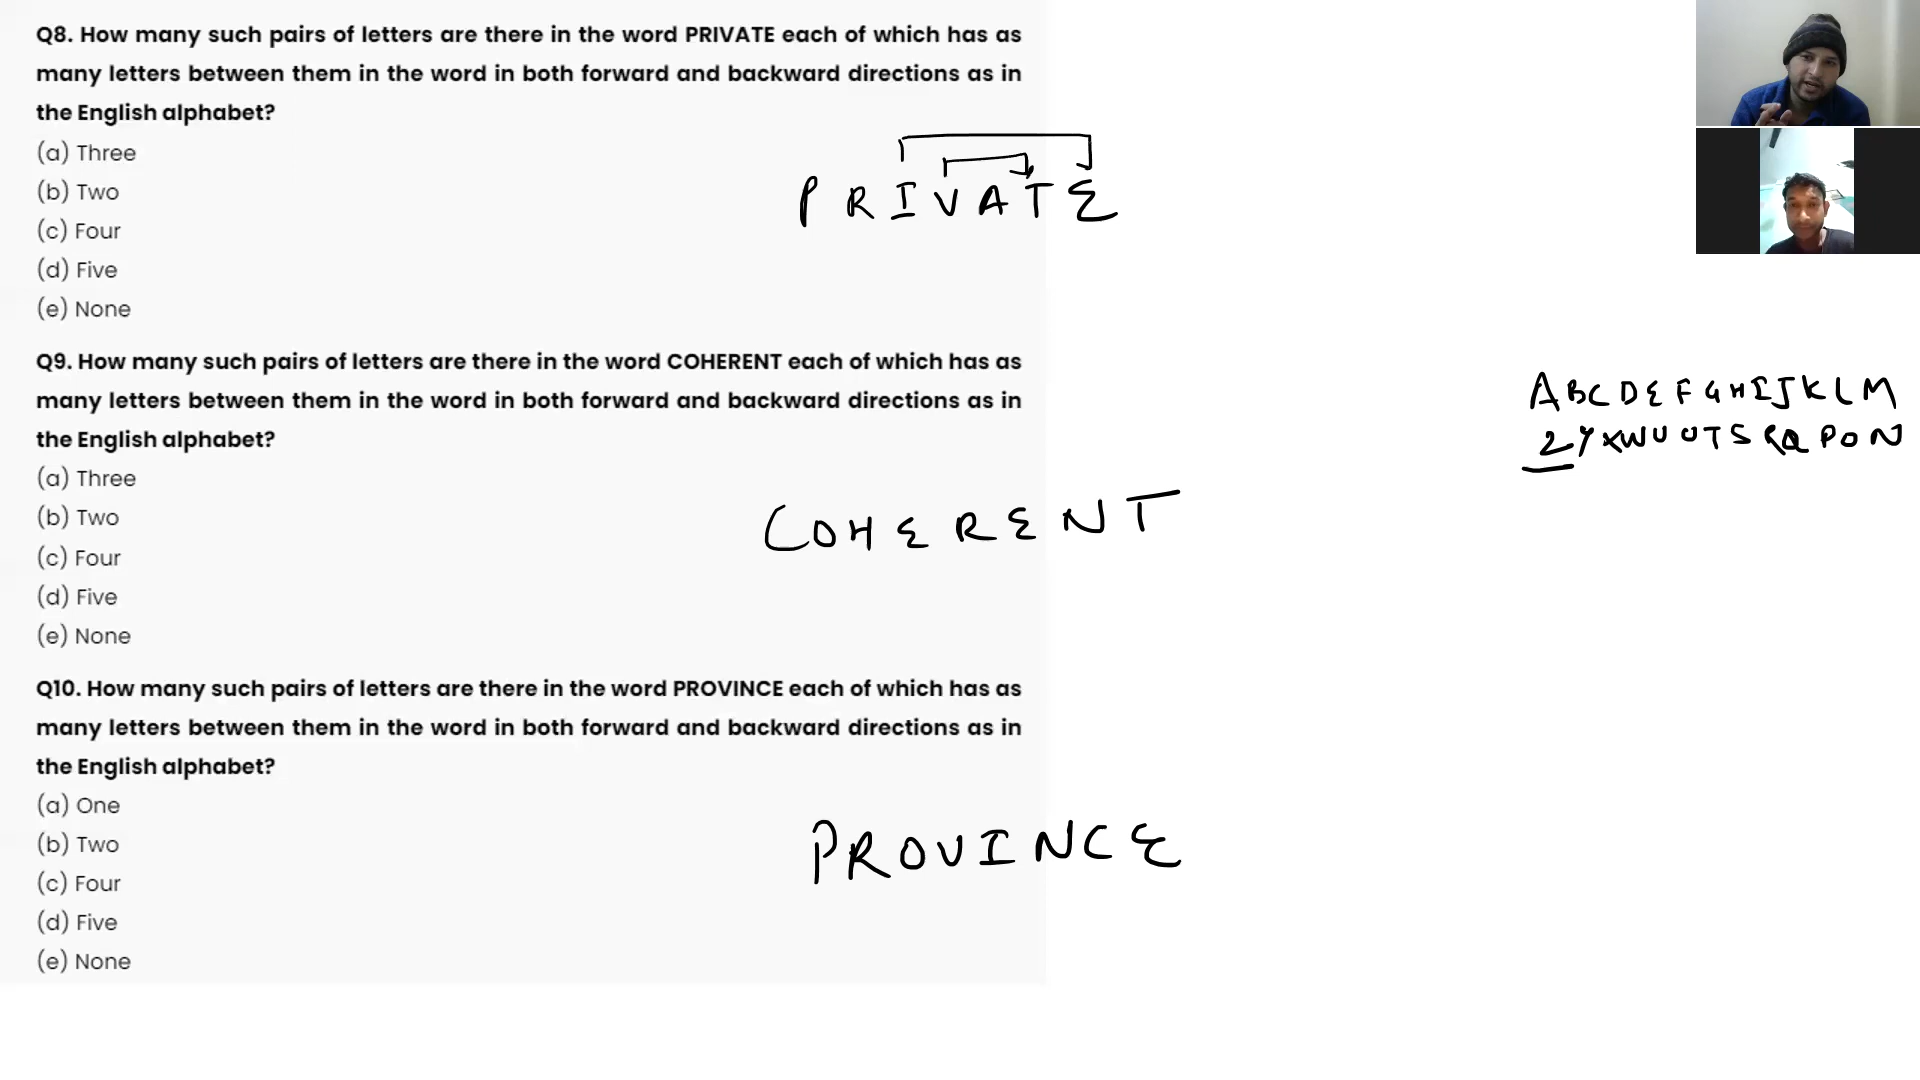 Q8. How many such pairs of letters are there in the word PRIVATE each of which has as
many letters between them in the word in both forward and backward directions as in
the English alphabet?
(a) Three
(b) Two
(c) Four
(d) Five
(e) None
P R I V A T E
Q9. How many such pairs of letters are there in the word COHERENT each of which has as
many letters between them in the word in both forward and backward directions as in
the English alphabet?
(a) Three
(b) Two
(c) Four
(d) Five
(e) None
A B C D E F G H I J K L M
Z Y X W V U T S R Q P O N
C O H E R E N T
Q10. How many such pairs of letters are there in the word PROVINCE each of which has as
many letters between them in the word in both forward and backward directions as in
the English alphabet?
(a) One
(b) Two
(c) Four
(d) Five
(e) None
P R O V I N C E